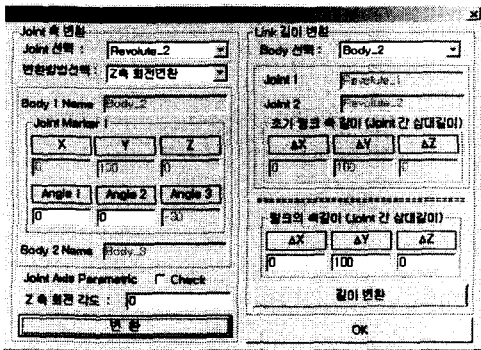 Joint 축 변환
Joint 선택 : Revolute_2
변환방법선택 : Z축 회전변환
Body 1 Name Body_2
Joint Marker 1
X Y Z
0 120 0
Angle 1 Angle 2 Angle 3
0 0 -30
Body 2 Name Body_3
Joint Axis Parametric Check
Z 축 회전 각도 : 0
변 환
Link 길이 변환
Body 선택 : Body_2
Joint 1 Revolute_1
Joint 2 Revolute_2
초기 링크 축 길이 (Joint 간 상대길이)
ΔX ΔY ΔZ
0 100 0
링크의 축길이 (Joint 간 상대길이)
ΔX ΔY ΔZ
0 100 0
길이 변환
OK